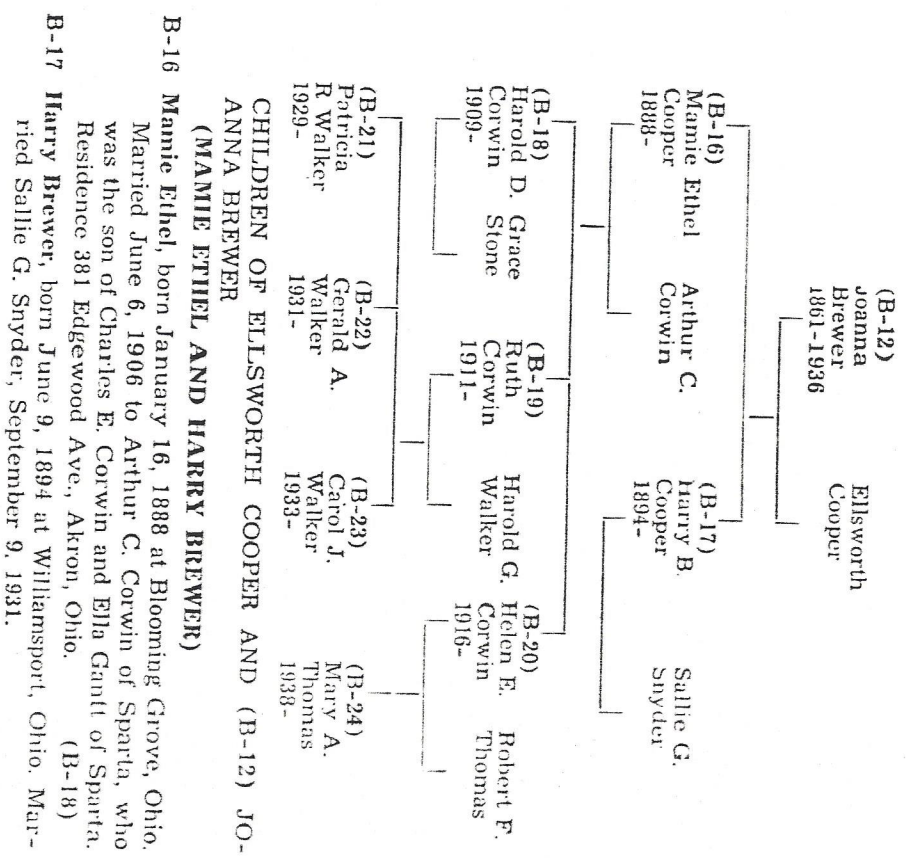 (B-12)
Joanna
Brewer
1861-1936
Ellsworth
Cooper
(B-16)
Mamie Ethel
Cooper
1888-
Arthur C.
Corwin
(B-17)
Harry B.
Cooper
1894-
Sallie G.
Snyder
(B-18)
Harold D.
Corwin
1909-
Grace
Stone
(B-19)
Ruth
Corwin
1911-
Harold G.
Walker
(B-20)
Helen E.
Corwin
1916-
Robert F.
Thomas
(B-21)
Patricia
R Walker
1929-
(B-22)
Gerald A.
Walker
1931-
(B-23)
Carol J.
Walker
1933-
(B-24)
Mary A.
Thomas
1938-
CHILDREN OF ELLSWORTH COOPER AND (B-12) JO-
ANNA BREWER
(MAMIE ETHEL AND HARRY BREWER)
B-16 Mamie Ethel, born January 16, 1888 at Blooming Grove, Ohio.
Married June 6, 1906 to Arthur C. Corwin of Sparta, who
was the son of Charles E. Corwin and Ella Gantt of Sparta.
Residence 381 Edgewood Ave., Akron, Ohio. (B-18)
B-17 Harry Brewer, born June 9, 1894 at Williamsport, Ohio. Mar-
ried Sallie G. Snyder, September 9, 1931.